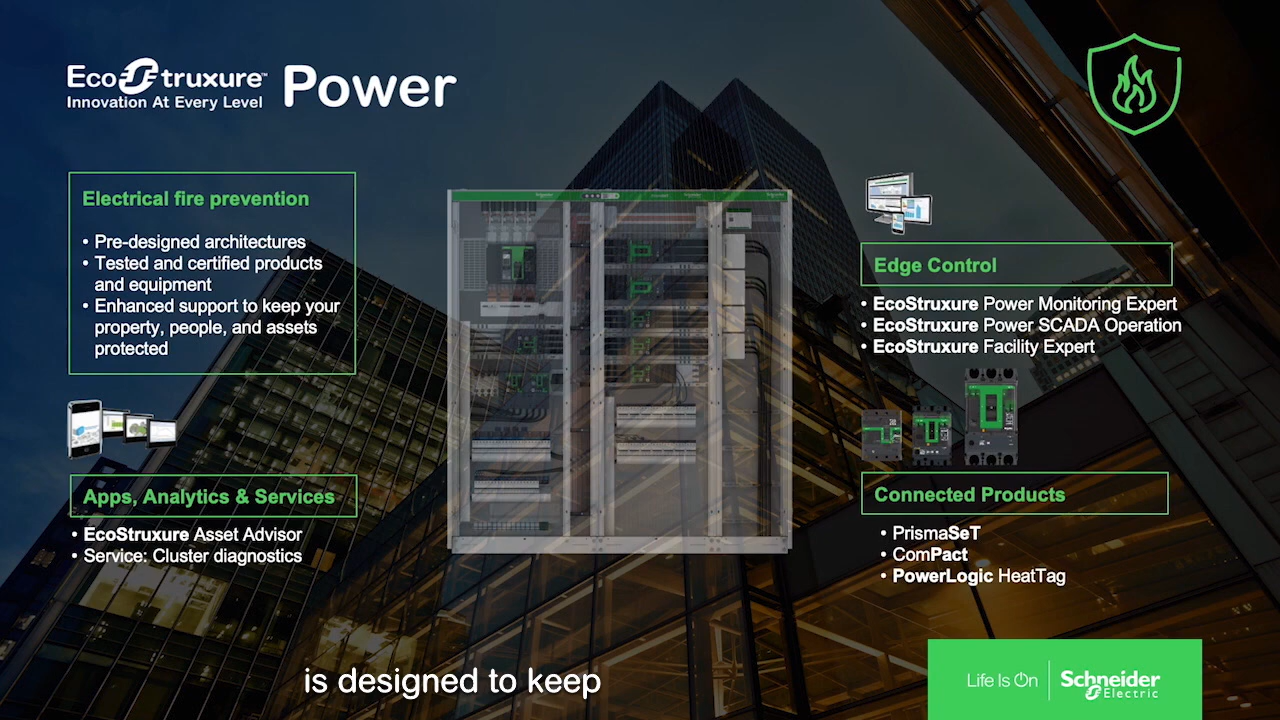 EcoStruxure™ Power
Innovation At Every Level
Electrical fire prevention
• Pre-designed architectures
• Tested and certified products
and equipment
• Enhanced support to keep your
property, people, and assets
protected
Apps, Analytics & Services
• EcoStruxure Asset Advisor
• Service: Cluster diagnostics
Edge Control
• EcoStruxure Power Monitoring Expert
• EcoStruxure Power SCADA Operation
• EcoStruxure Facility Expert
Connected Products
• PrismaSeT
• ComPact
• PowerLogic HeatTag
is designed to keep
Life Is On
Schneider
Electric